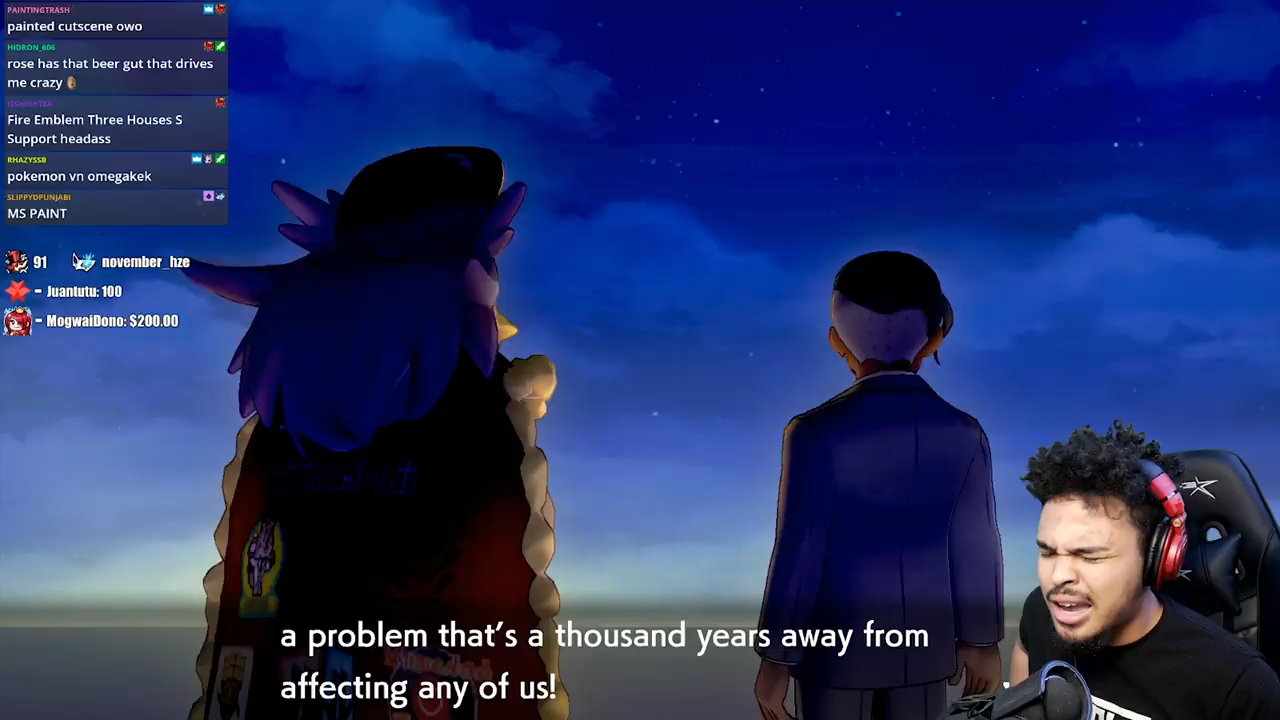 PAINTINGTRASH
painted cutscene owo
HIDRON_606
rose has that beer gut that drives
me crazy
ITSHIGHTEA
Fire Emblem Three Houses S
Support headass
RHAZYSSB
pokemon vn omegakek
SLIPPYDPUNJABI
MS PAINT
91 november_hze
- Juantutu: 100
- MogwaiDono: $200.00
a problem that's a thousand years away from
affecting any of us!